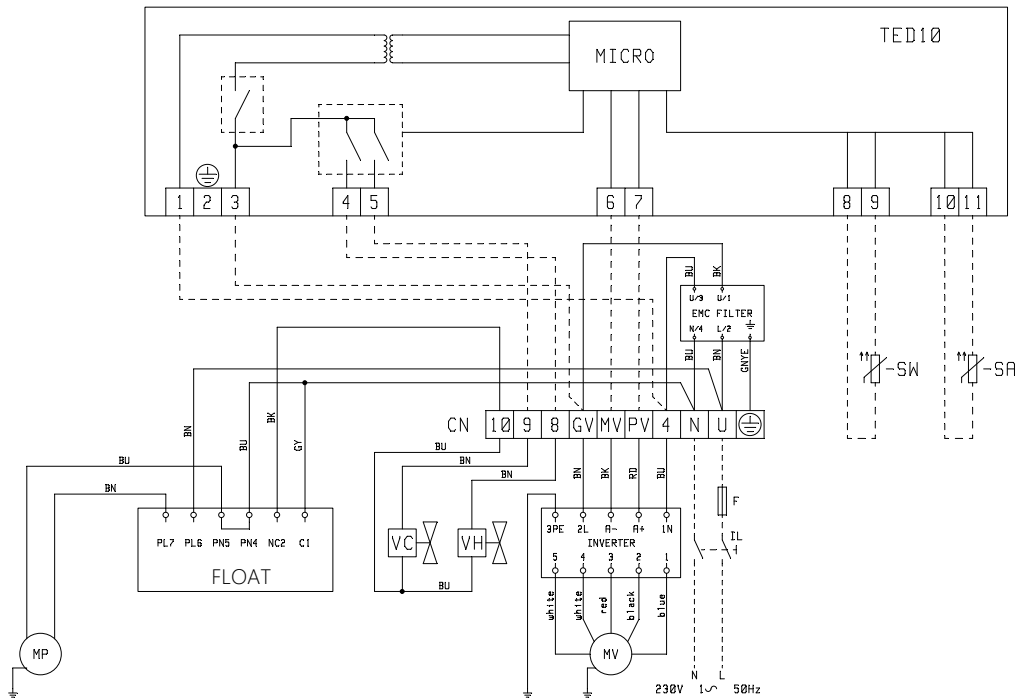 TED10
MICRO
1 2 3 4 5 6 7 8 9 10 11
BU BK
U/3 U/1
EMC FILTER
N/4 L/2
BU BN GNYE
SW SA
BN BU BK GY
CN 10 9 8 GV MV PV 4 N U
BU
BN
BN
BU
BN
BN BK RD BU
F
PL7 PL6 PN5 PN4 NC2 C1
FLOAT
VC VH
3PE 2L A- A+ 1N
INVERTER
5 4 3 2 1
IL
BU
white white red black blue
MP
MV
N L
230V 1~ 50Hz